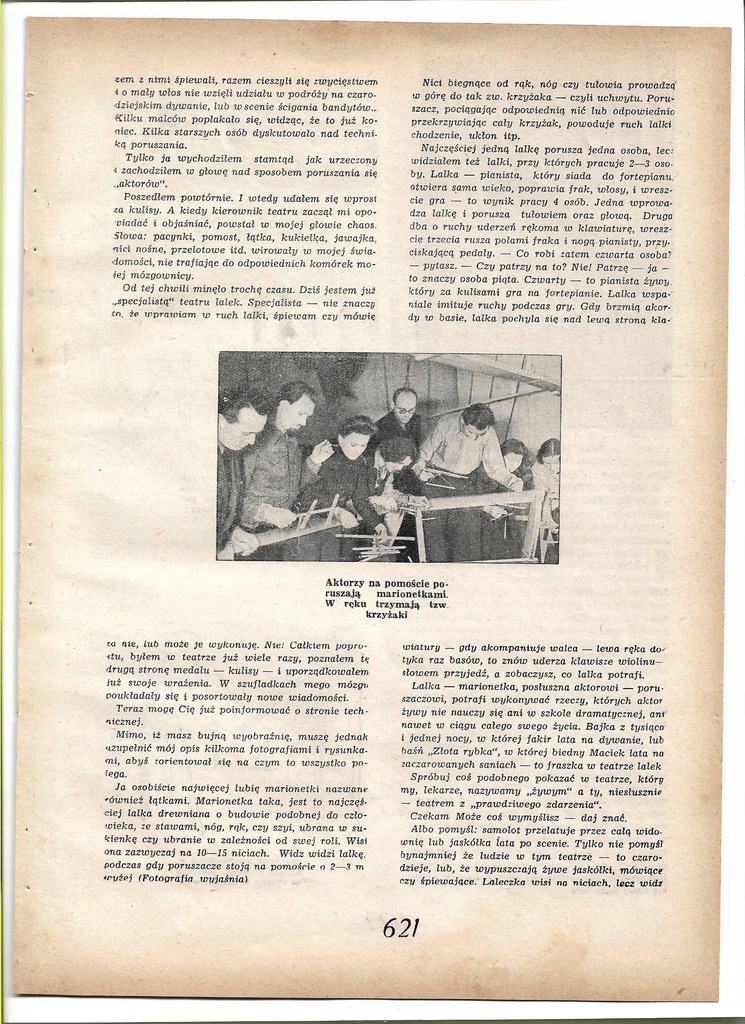 zem z nimi śpiewali, razem cieszyli się zwycięstwem
i o mały włos nie wzięli udziału w podróży na czaro-
dziejskim dywanie, lub w scenie ścigania bandytów..
Kilku malców popłakało się, widząc, że to już ko-
niec. Kilka starszych osób dyskutowało nad techni-
ką poruszania.
Tylko ja wychodziłem stamtąd jak urzeczony
i zachodziłem w głowę nad sposobem poruszania się
„aktorów".
Poszedłem powtórnie. I wtedy udałem się wprost
za kulisy. A kiedy kierownik teatru zaczął mi opo-
wiadać i objaśniać, powstał w mojej głowie chaos.
Słowa: pacynki, pomost, łątka, kukiełka, jawajka,
nici nośne, przelotowe itd. wirowały w mojej świa-
domości, nie trafiając do odpowiednich komórek mo-
jej mózgownicy.
Od tej chwili minęło trochę czasu. Dziś jestem już
„specjalistą" teatru lalek. Specjalista — nie znaczy
to, że wprawiam w ruch lalki, śpiewam czy mówię
Nici biegnące od rąk, nóg czy tułowia prowadzą
w górę do tak zw. krzyżaka — czyli uchwytu. Poru-
szacz, pociągając odpowiednią nić lub odpowiednio
przekrzywiając cały krzyżak, powoduje ruch lalki
chodzenie, ukłon itp.
Najczęściej jedną lalkę porusza jedna osoba, lecz
widziałem też lalki, przy których pracuje 2—3 oso-
by. Lalka — pianista, który siada do fortepianu.
otwiera sama wieko, poprawia frak, włosy, i wresz-
cie gra — to wynik pracy 4 osób. Jedna wprowa-
dza lalkę i porusza tułowiem oraz głową. Druga
dba o ruchy uderzeń rękoma w klawiaturę, wresz-
cie trzecia rusza połami fraka i nogą pianisty, przy-
ciskającą pedały. — Co robi zatem czwarta osoba?
— pytasz. — Czy patrzy na to? Nie! Patrzę — ja —
to znaczy osoba piąta. Czwarty — to pianista żywy,
który za kulisami gra na fortepianie. Lalka wspa-
niale imituje ruchy podczas gry. Gdy brzmią akor-
dy w basie, lalka pochyla się nad lewą stroną kla-
Aktorzy na pomoście po-
ruszają marionetkami.
W ręku trzymają tzw.
krzyżaki
za nie, lub może je wykonuję. Nie! Całkiem popro-
stu, byłem w teatrze już wiele razy, poznałem tę
drugą stronę medalu — kulisy — i uporządkowałem
już swoje wrażenia. W szufladkach mego mózgu
poukładały się i posortowały nowe wiadomości.
Teraz mogę Cię już poinformować o stronie tech-
nicznej.
Mimo, iż masz bujną wyobraźnię, muszę jednak
uzupełnić mój opis kilkoma fotografiami i rysunka-
mi, abyś zorientował się na czym to wszystko po-
lega.
Ja osobiście najwięcej lubię marionetki nazwane
również łątkami. Marionetka taka, jest to najczęś-
ciej lalka drewniana o budowie podobnej do czło-
wieka, ze stawami, nóg, rąk, czy szyi, ubrana w su-
kienkę czy ubranie w zależności od swej roli. Wisi
ona zazwyczaj na 10—15 niciach. Widz widzi lalkę.
podczas gdy poruszacze stoją na pomoście o 2—3 m
wyżej (Fotografia wyjaśnia)
wiatury — gdy akompaniuje walca — lewa ręka do-
tyka raz basów, to znów uderza klawisze wiolinu—
słowem przyjedź, a zobaczysz, co lalka potrafi.
Lalka — marionetka, posłuszna aktorowi — poru-
szaczowi, potrafi wykonywać rzeczy, których aktor
żywy nie nauczy się ani w szkole dramatycznej, ani
nawet w ciągu całego swego życia. Bajka z tysiąca
i jednej nocy, w której fakir lata na dywanie, lub
baśń „Złota rybka", w której biedny Maciek lata na
zaczarowanych saniach — to fraszka w teatrze lalek
Spróbuj coś podobnego pokazać w teatrze, który
my, lekarze, nazywamy „żywym" a ty, niesłusznie
— teatrem z „prawdziwego zdarzenia".
Czekam Może coś wymyślisz — daj znać.
Albo pomyśl: samolot przelatuje przez całą wido-
wnię lub jaskółka lata po scenie. Tylko nie pomyśl
bynajmniej że ludzie w tym teatrze — to czaro-
dzieje, lub, że wypuszczają żywe jaskółki, mówiące
czy śpiewające. Laleczka wisi na niciach, lecz widz
621